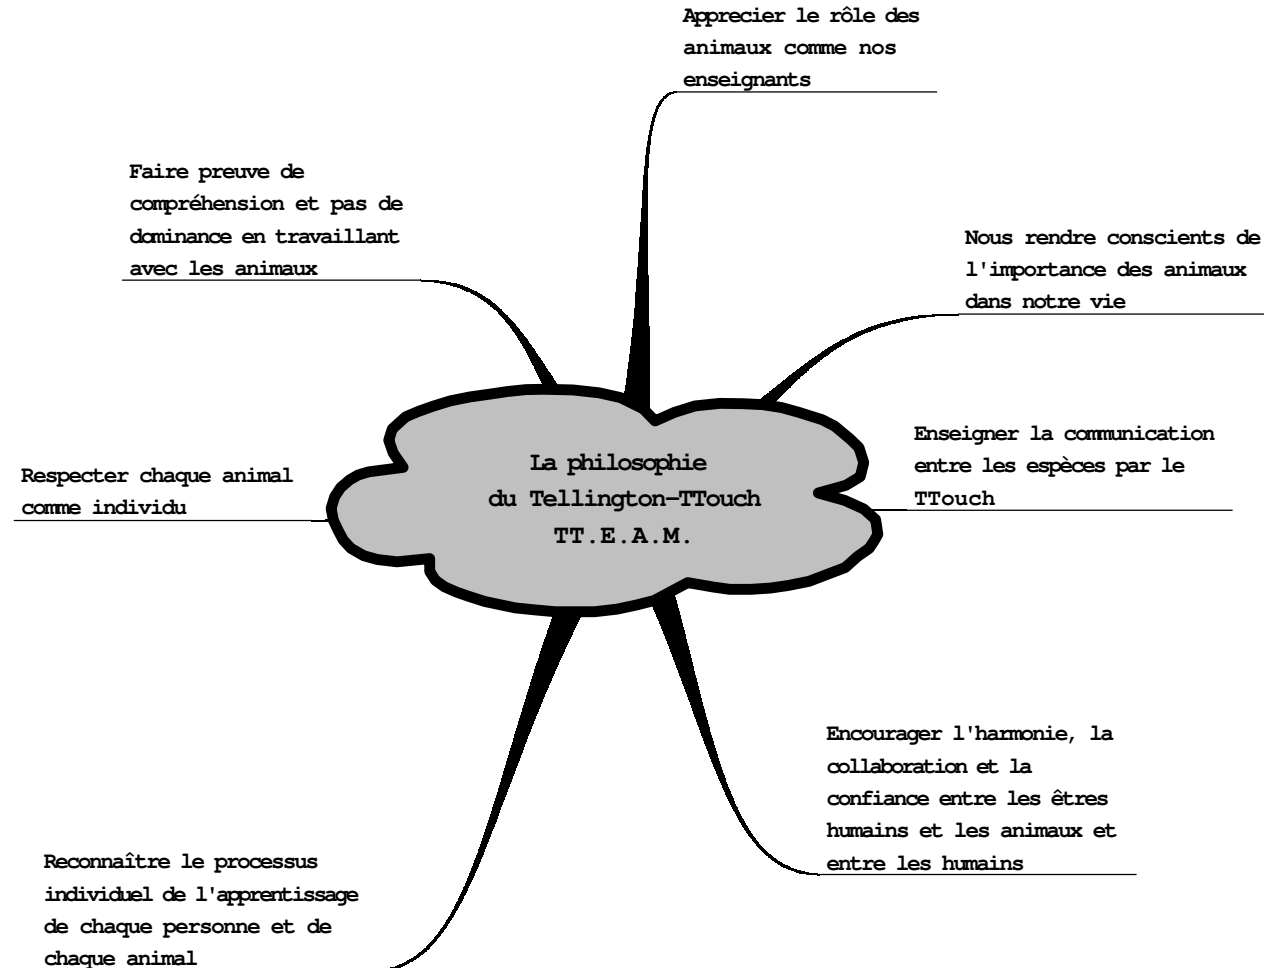 Apprecier le rôle des
animaux comme nos
enseignants
Faire preuve de
compréhension et pas de
dominance en travaillant
avec les animaux
Nous rendre conscients de
l'importance des animaux
dans notre vie
Enseigner la communication
entre les espèces par le
TTouch
La philosophie
du Tellington-TTouch
TT.E.A.M.
Respecter chaque animal
comme individu
Encourager l'harmonie, la
collaboration et la
confiance entre les êtres
humains et les animaux et
entre les humains
Reconnaître le processus
individuel de l'apprentissage
de chaque personne et de
chaque animal